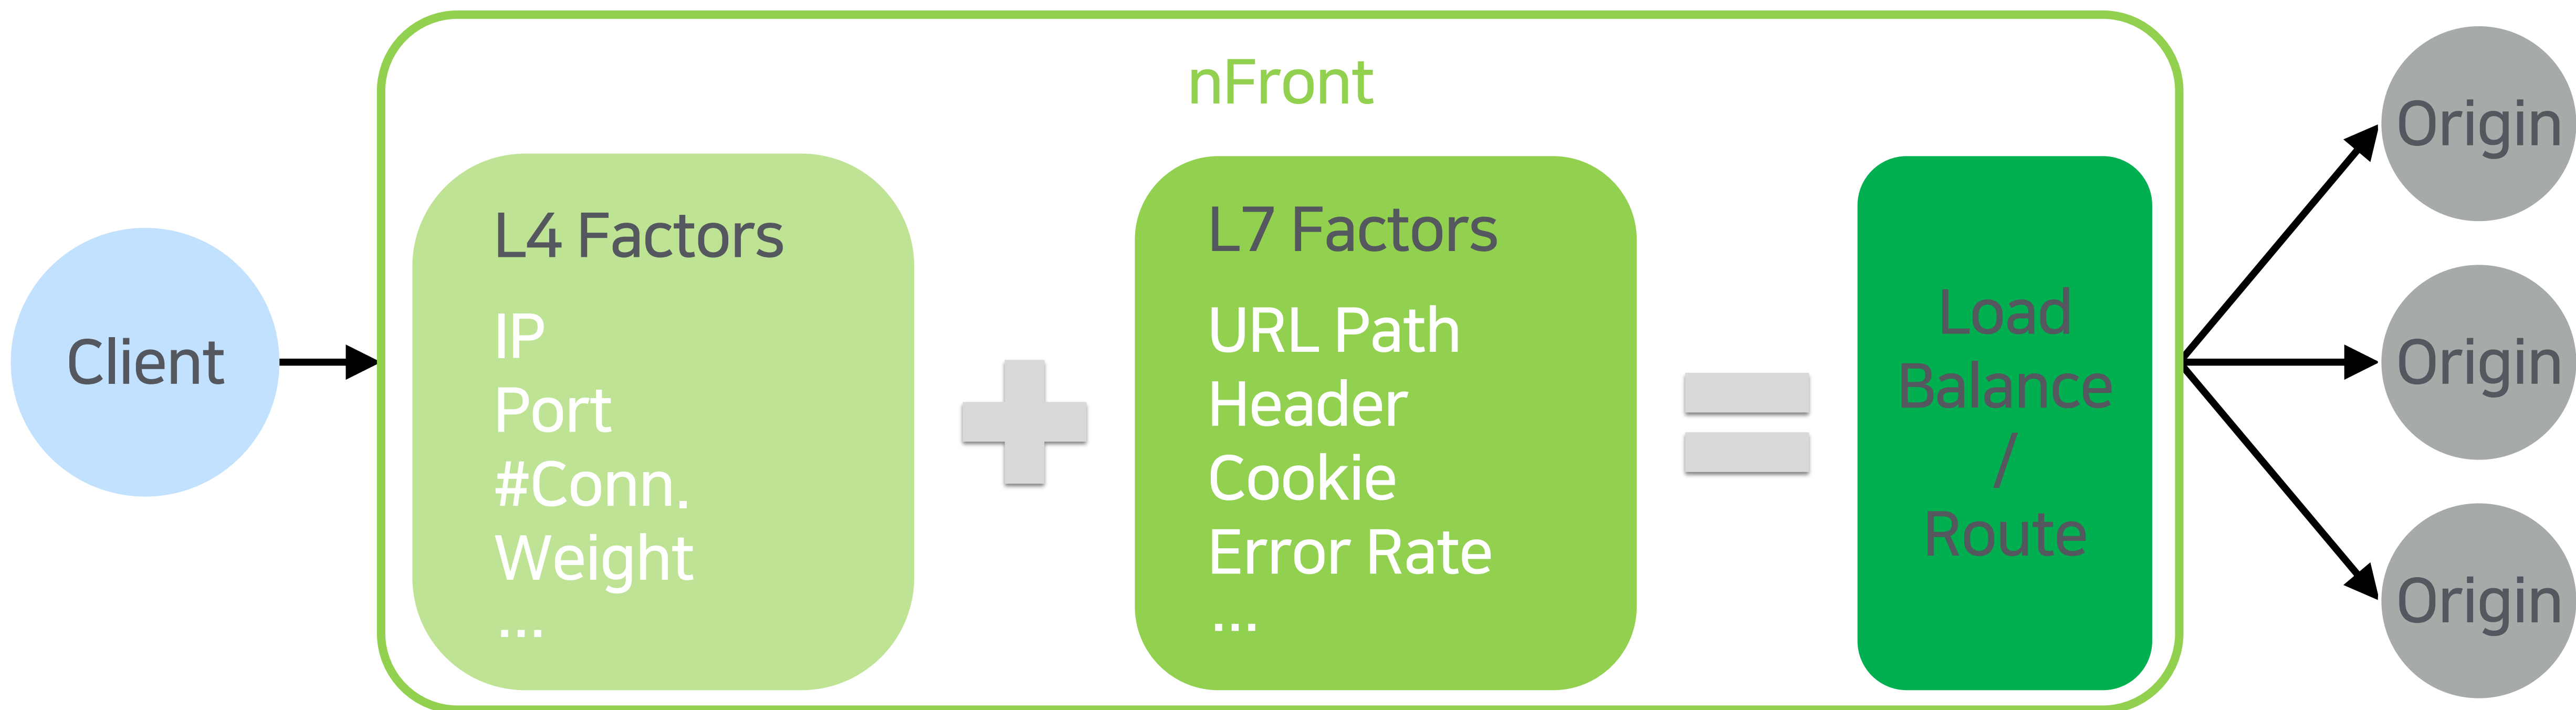 nFront
Client
L4 Factors
IP
Port
#Conn.
Weight
...
L7 Factors
URL Path
Header
Cookie
Error Rate
...
Load
Balance
/
Route
Origin
Origin
Origin